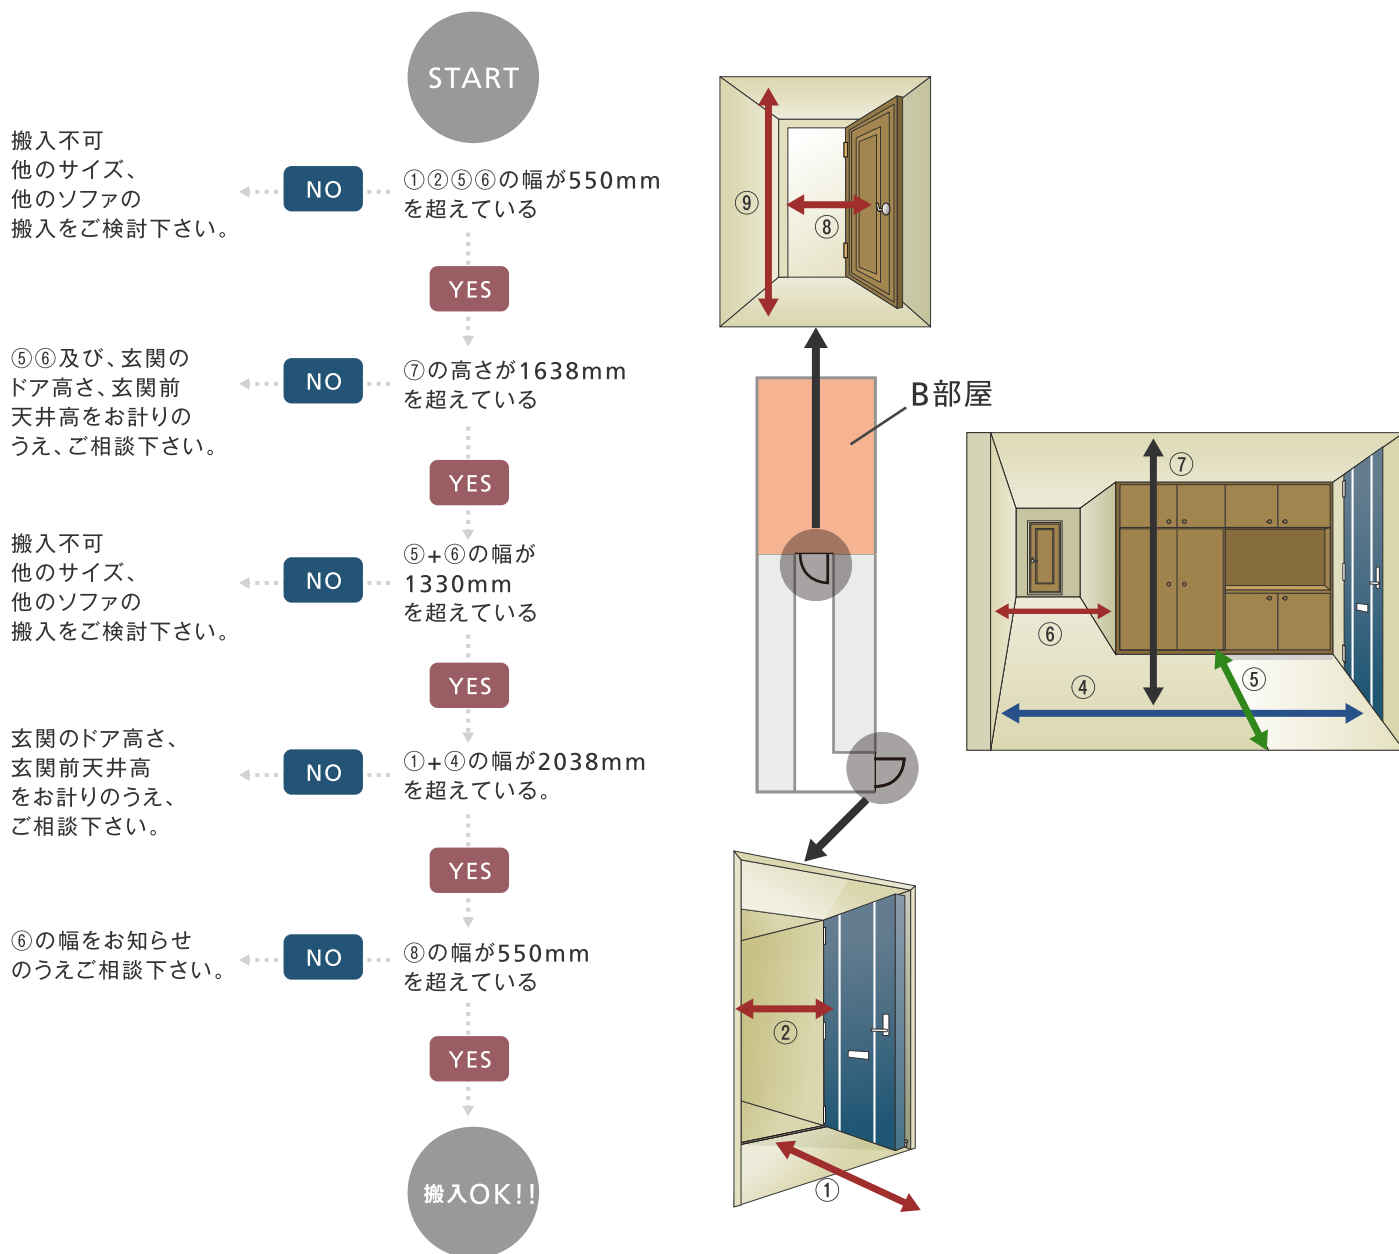 START
①②⑤⑥の幅が550mm
を超えている
NO
搬入不可
他のサイズ、
他のソファの
搬入をご検討下さい。
YES
⑦の高さが1638mm
を超えている
NO
⑤⑥及び、玄関の
ドア高さ、玄関前
天井高をお計りの
うえ、ご相談下さい。
YES
⑤+⑥の幅が
1330mm
を超えている
NO
搬入不可
他のサイズ、
他のソファの
搬入をご検討下さい。
YES
①+④の幅が2038mm
を超えている。
NO
玄関のドア高さ、
玄関前天井高
をお計りのうえ、
ご相談下さい。
YES
⑧の幅が550mm
を超えている
NO
⑥の幅をお知らせ
のうえご相談下さい。
YES
搬入OK!!
⑨
⑧
B部屋
⑦
⑥
④
⑤
②
①